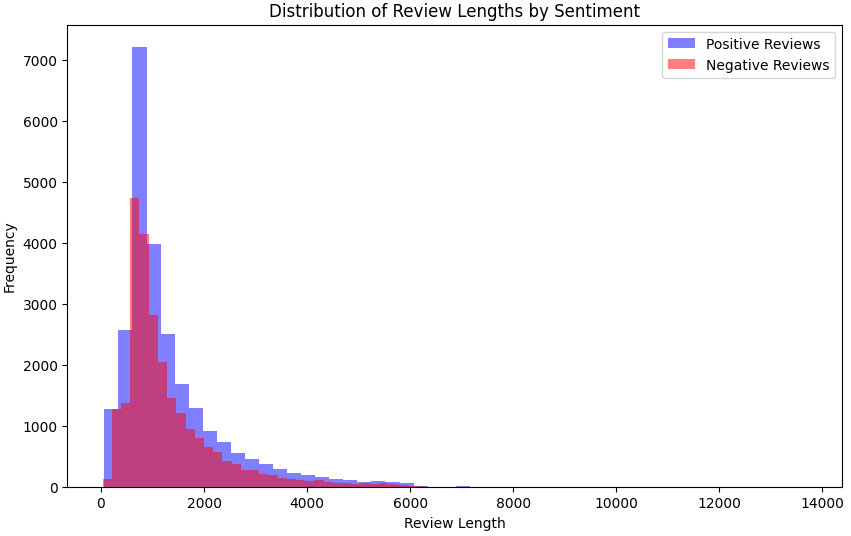 Distribution of Review Lengths by Sentiment
Positive Reviews
Negative Reviews
7000
6000
5000
4000
3000
2000
1000
0
Frequency
0 2000 4000 6000 8000 10000 12000 14000
Review Length